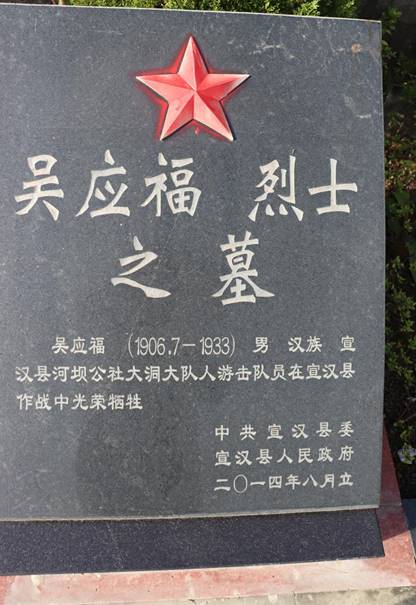 吴应福 烈士
之墓
吴应福 (1906.7—1933) 男 汉族 宣
汉县河坝公社大洞大队人游击队员在宣汉县
作战中光荣牺牲
中共宣汉县委
宣汉县人民政府
二〇一四年八月立